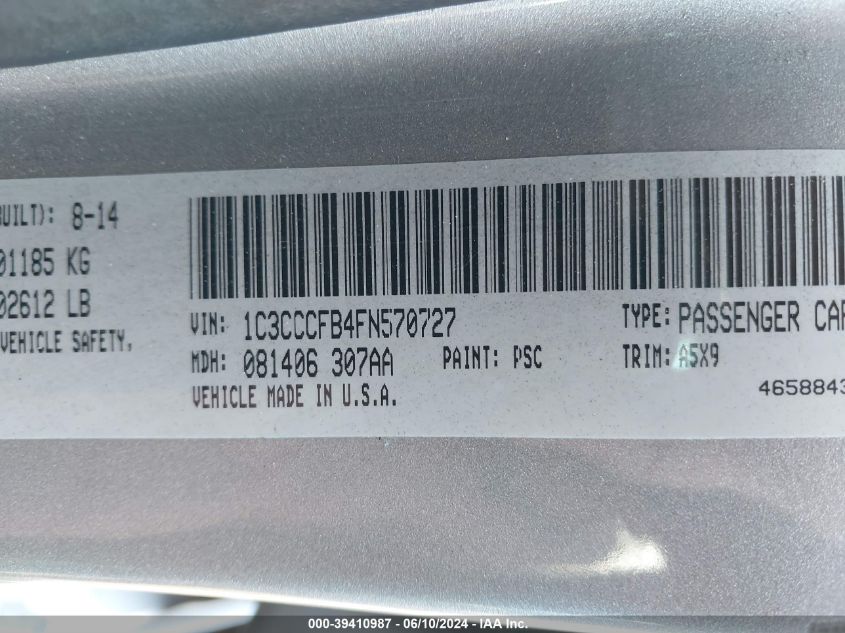 BUILT): 8-14
01185 KG
02612 LB
VEHICLE SAFETY,
VIN: 1C3CCCFB4FN570727
TYPE: PASSENGER CAR
MDH: 081406 307AA PAINT: PSC
TRIM: A5X9
VEHICLE MADE IN U.S.A.
4658843
000-39410987 - 06/10/2024 - IAA Inc.